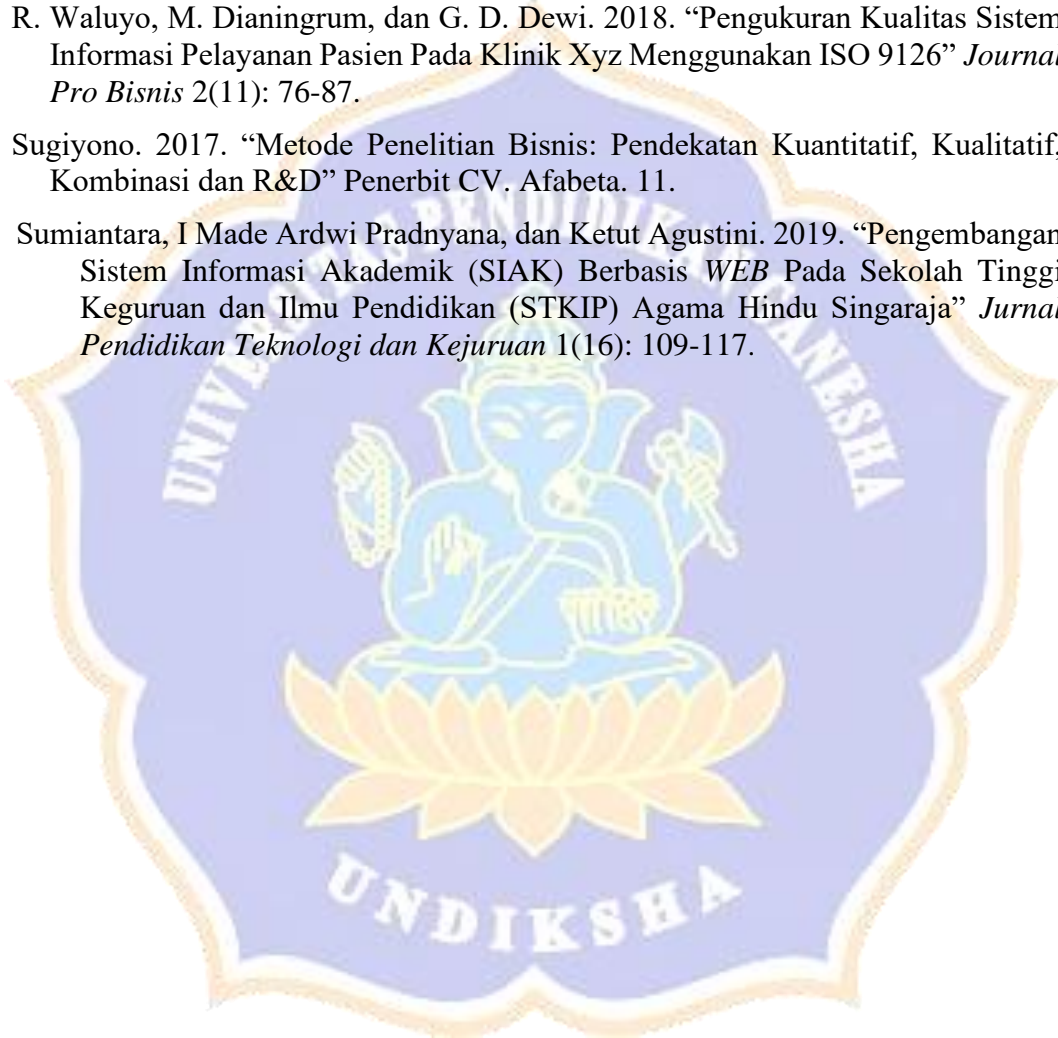 R. Waluyo, M. Dianingrum, dan G. D. Dewi. 2018. “Pengukuran Kualitas Sistem
Informasi Pelayanan Pasien Pada Klinik Xyz Menggunakan ISO 9126” Journal
Pro Bisnis 2(11): 76-87.
Sugiyono. 2017. “Metode Penelitian Bisnis: Pendekatan Kuantitatif, Kualitatif,
Kombinasi dan R&D” Penerbit CV. Afabeta. 11.
Sumiantara, I Made Ardwi Pradnyana, dan Ketut Agustini. 2019. “Pengembangan
Sistem Informasi Akademik (SIAK) Berbasis WEB Pada Sekolah Tinggi
Keguruan dan Ilmu Pendidikan (STKIP) Agama Hindu Singaraja” Jurnal
Pendidikan Teknologi dan Kejuruan 1(16): 109-117.
UNIVERSITAS PENDIDIKAN GANESHA
UNDIKSHA